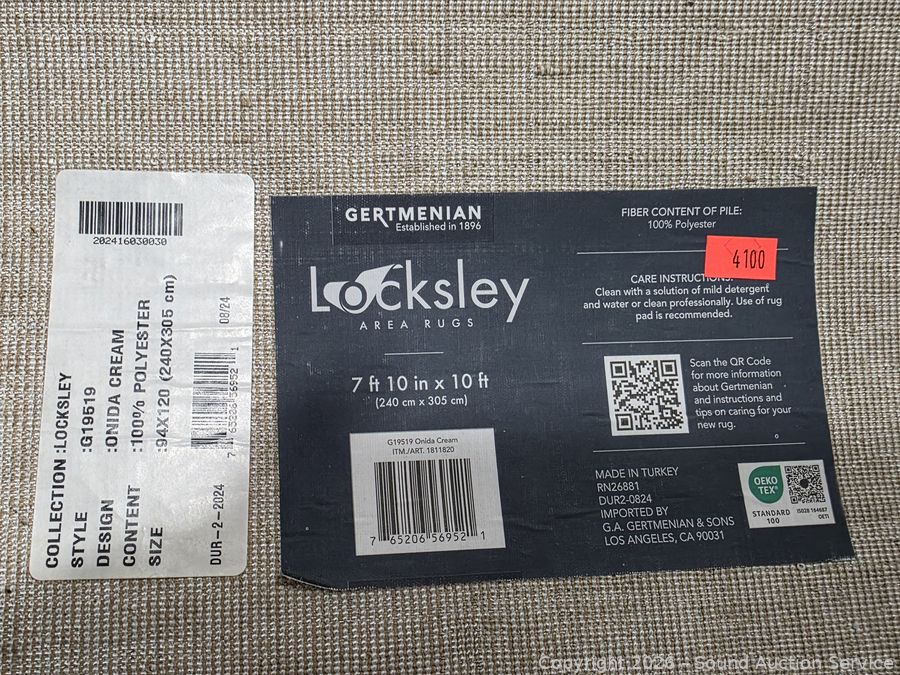 202416030030
COLLECTION :LOCKSLEY
STYLE :G19519
DESIGN :ONIDA CREAM
CONTENT :100% POLYESTER
SIZE :94X120 (240X305 cm)
DUR-2-2024 08/24
7 65206 56952 1
GERTMENIAN
Established in 1896
Locksley
AREA RUGS
7 ft 10 in x 10 ft
(240 cm x 305 cm)
G19519 Onida Cream
ITM./ART. 1811820
7 65206 56952 1
FIBER CONTENT OF PILE:
100% Polyester
4100
CARE INSTRUCTIONS:
Clean with a solution of mild detergent
and water or clean professionally. Use of rug
pad is recommended.
Scan the QR Code
for more information
about Gertmenian
and instructions and
tips on caring for your
new rug.
MADE IN TURKEY
RN26881
DUR2-0824
IMPORTED BY
G.A. GERTMENIAN & SONS
LOS ANGELES, CA 90031
OEKO
TEX®
STANDARD
100
OETI
Copyright 2026 - Sound Auction Service